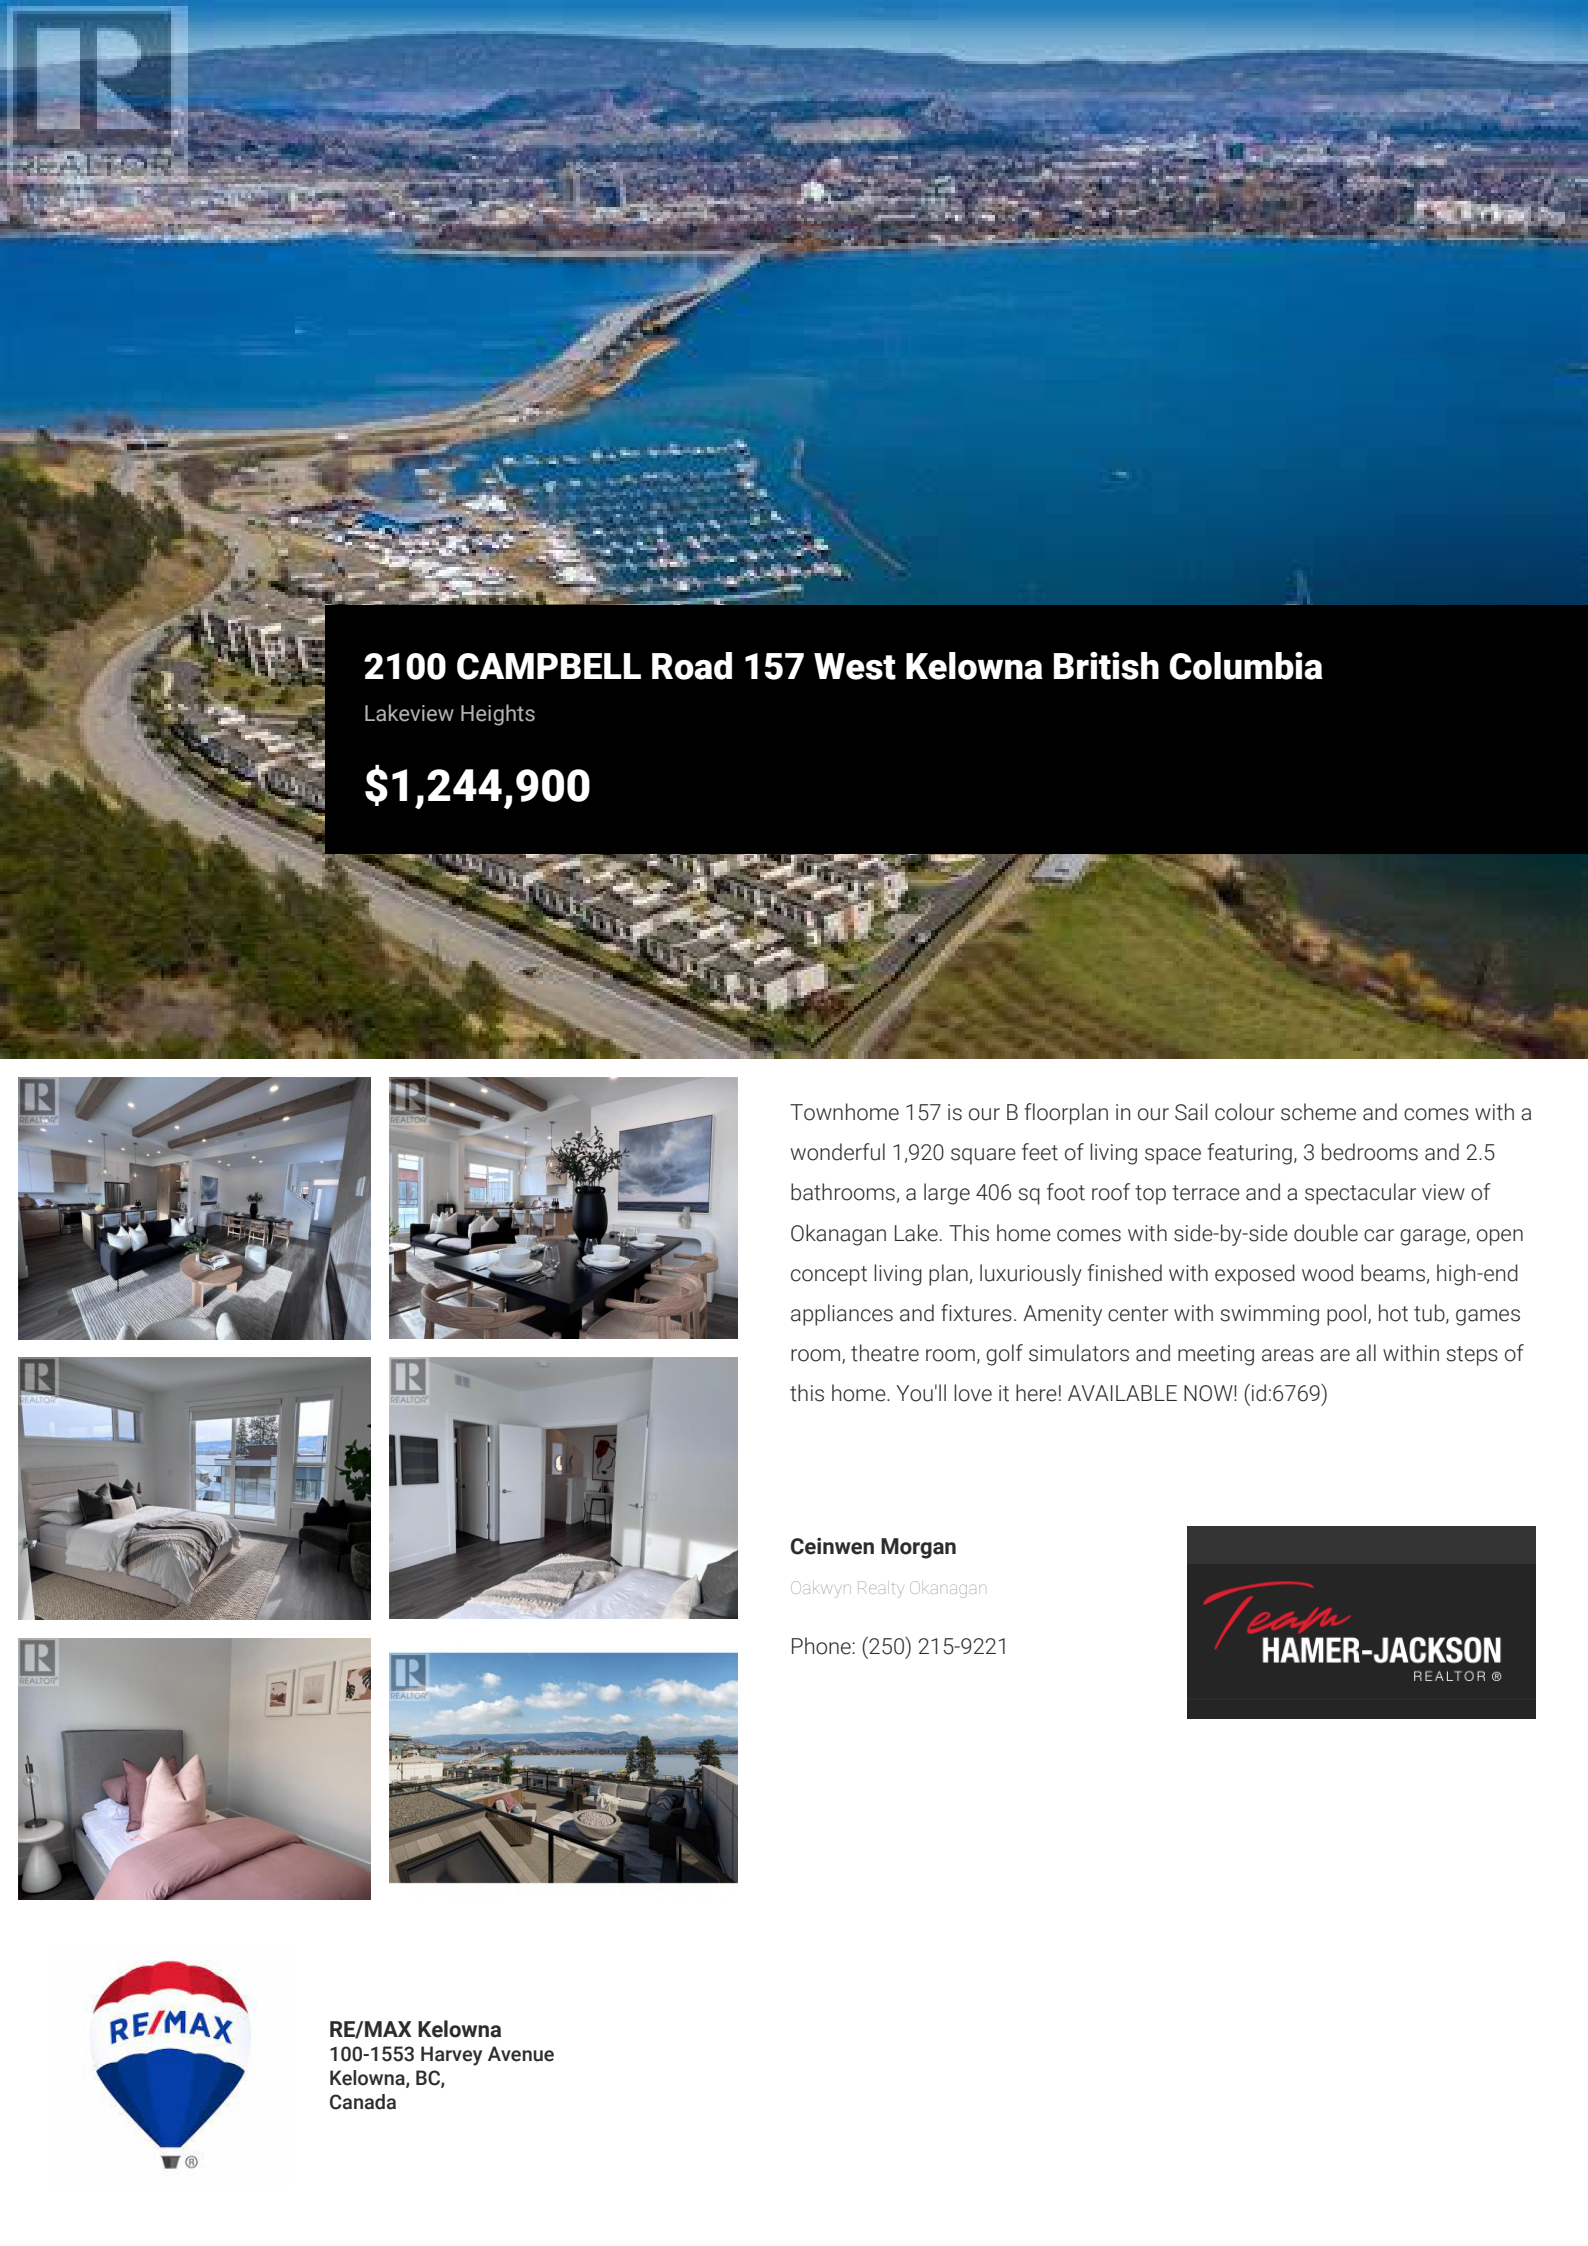 R
REALTOR
2100 CAMPBELL Road 157 West Kelowna British Columbia
Lakeview Heights
$1,244,900
R
REALTOR®
R
REALTOR®
R
REALTOR®
R
REALTOR®
R
REALTOR®
R
REALTOR®
Townhome 157 is our B floorplan in our Sail colour scheme and comes with a
wonderful 1,920 square feet of living space featuring, 3 bedrooms and 2.5
bathrooms, a large 406 sq foot roof top terrace and a spectacular view of
Okanagan Lake. This home comes with side-by-side double car garage, open
concept living plan, luxuriously finished with exposed wood beams, high-end
appliances and fixtures. Amenity center with swimming pool, hot tub, games
room, theatre room, golf simulators and meeting areas are all within steps of
this home. You'll love it here! AVAILABLE NOW! (id:6769)
Ceinwen Morgan
Oakwyn Realty Okanagan
Phone: (250) 215-9221
Team
HAMER-JACKSON
REALTOR ®
RE/MAX
®
RE/MAX Kelowna
100-1553 Harvey Avenue
Kelowna, BC,
Canada